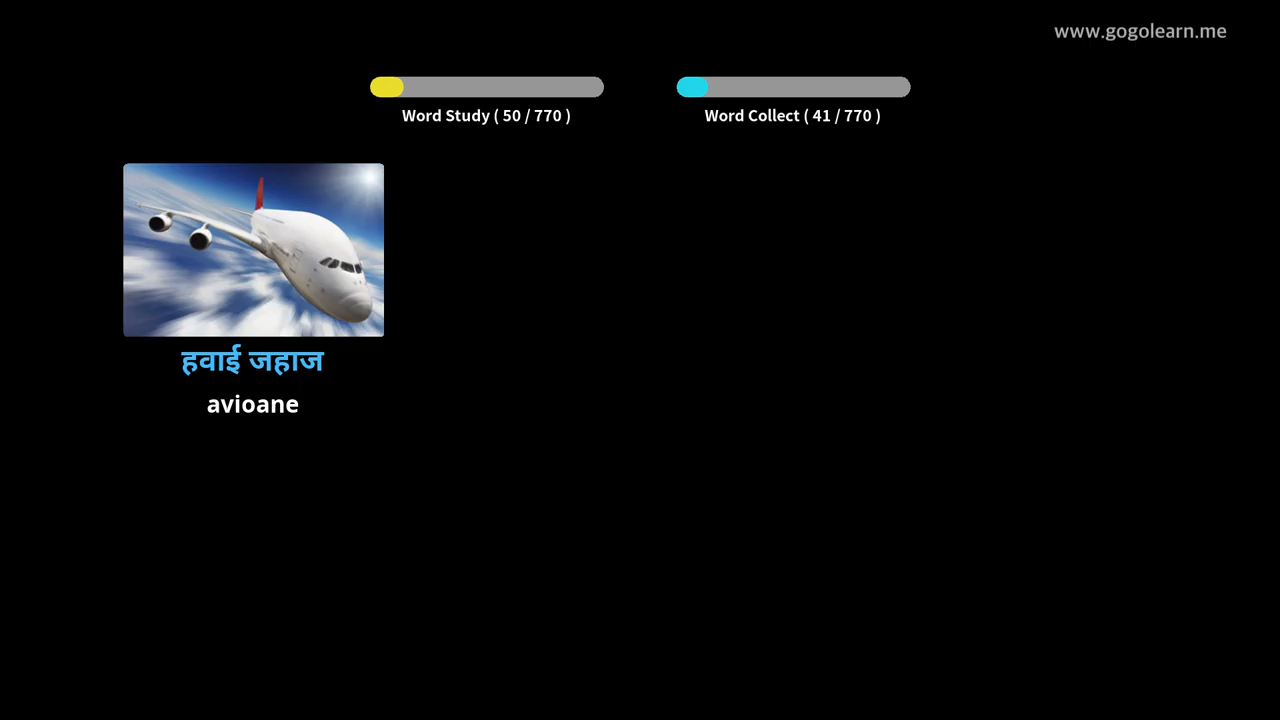 www.gogolearn.me
Word Study ( 50 / 770 )
Word Collect ( 41 / 770 )
हवाई जहाज
avioane